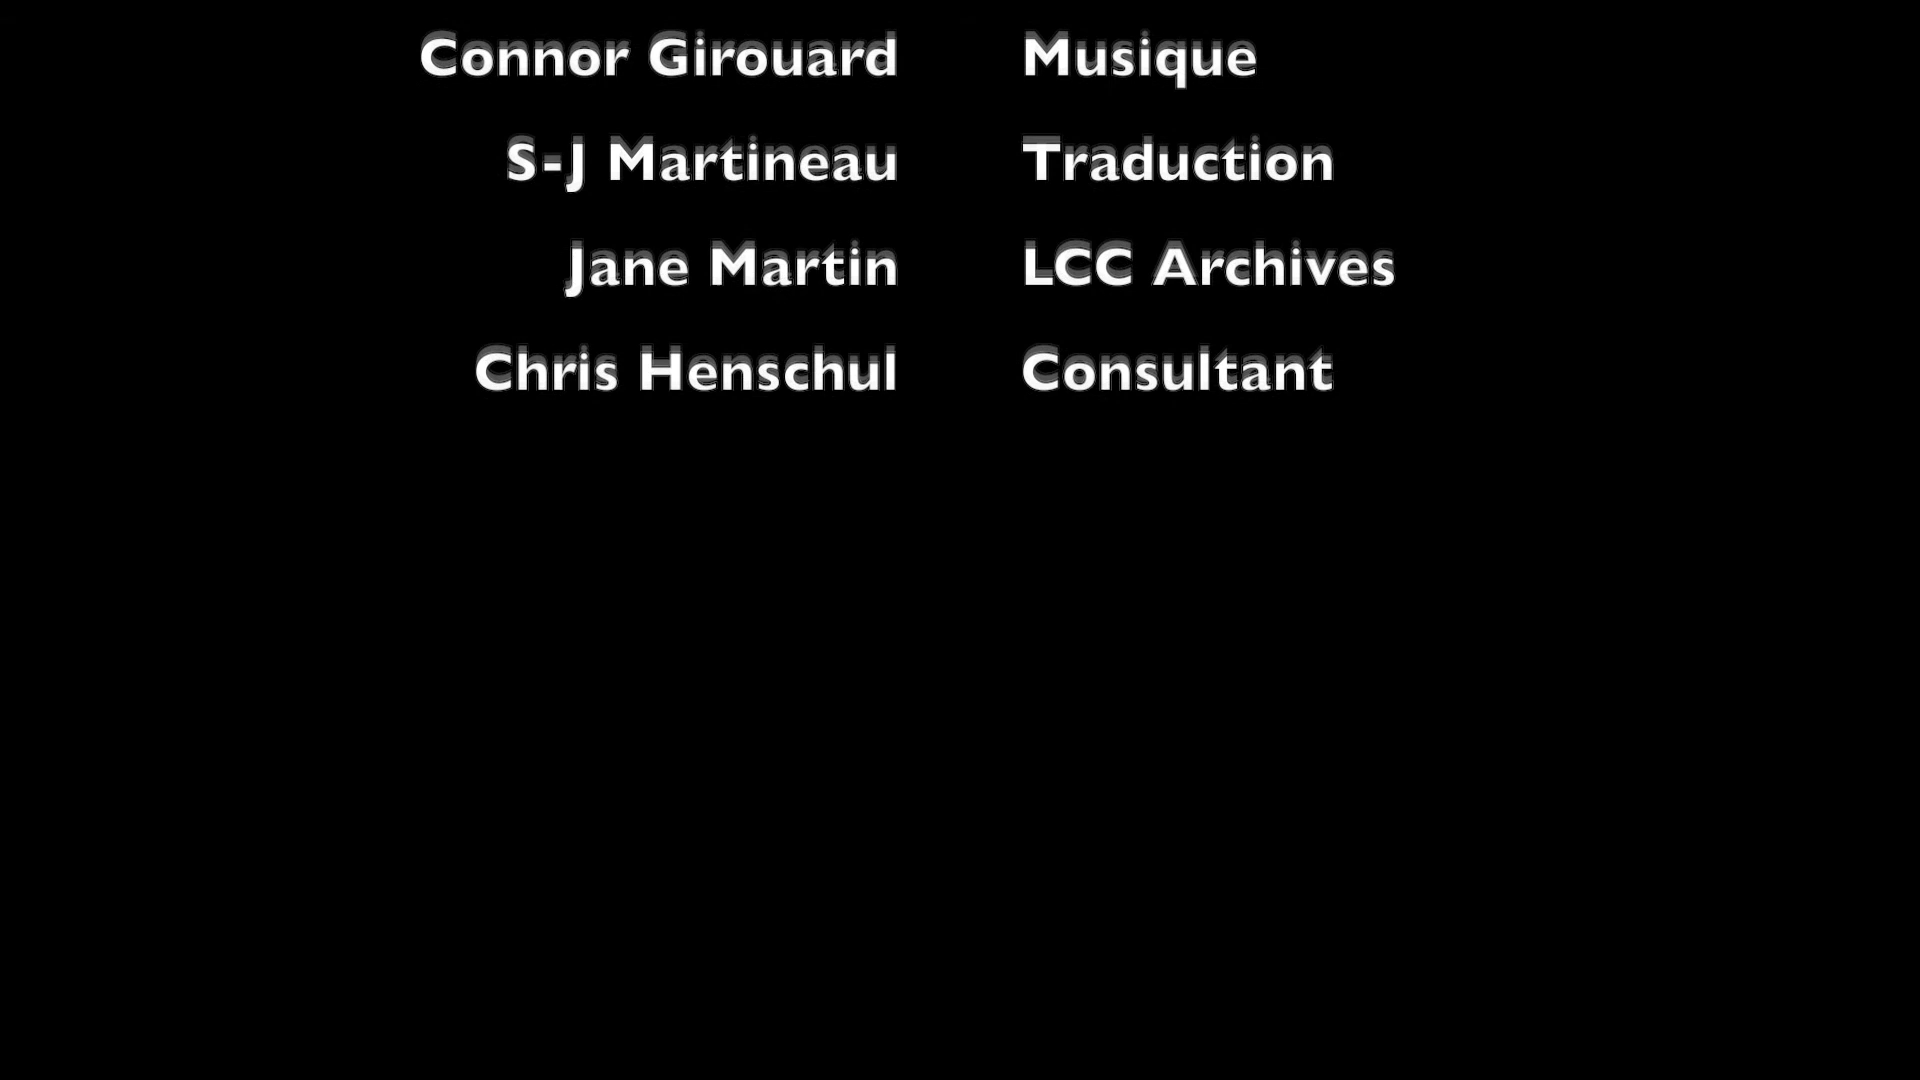 Connor Girouard Musique
S-J Martineau Traduction
Jane Martin LCC Archives
Chris Henschul Consultant